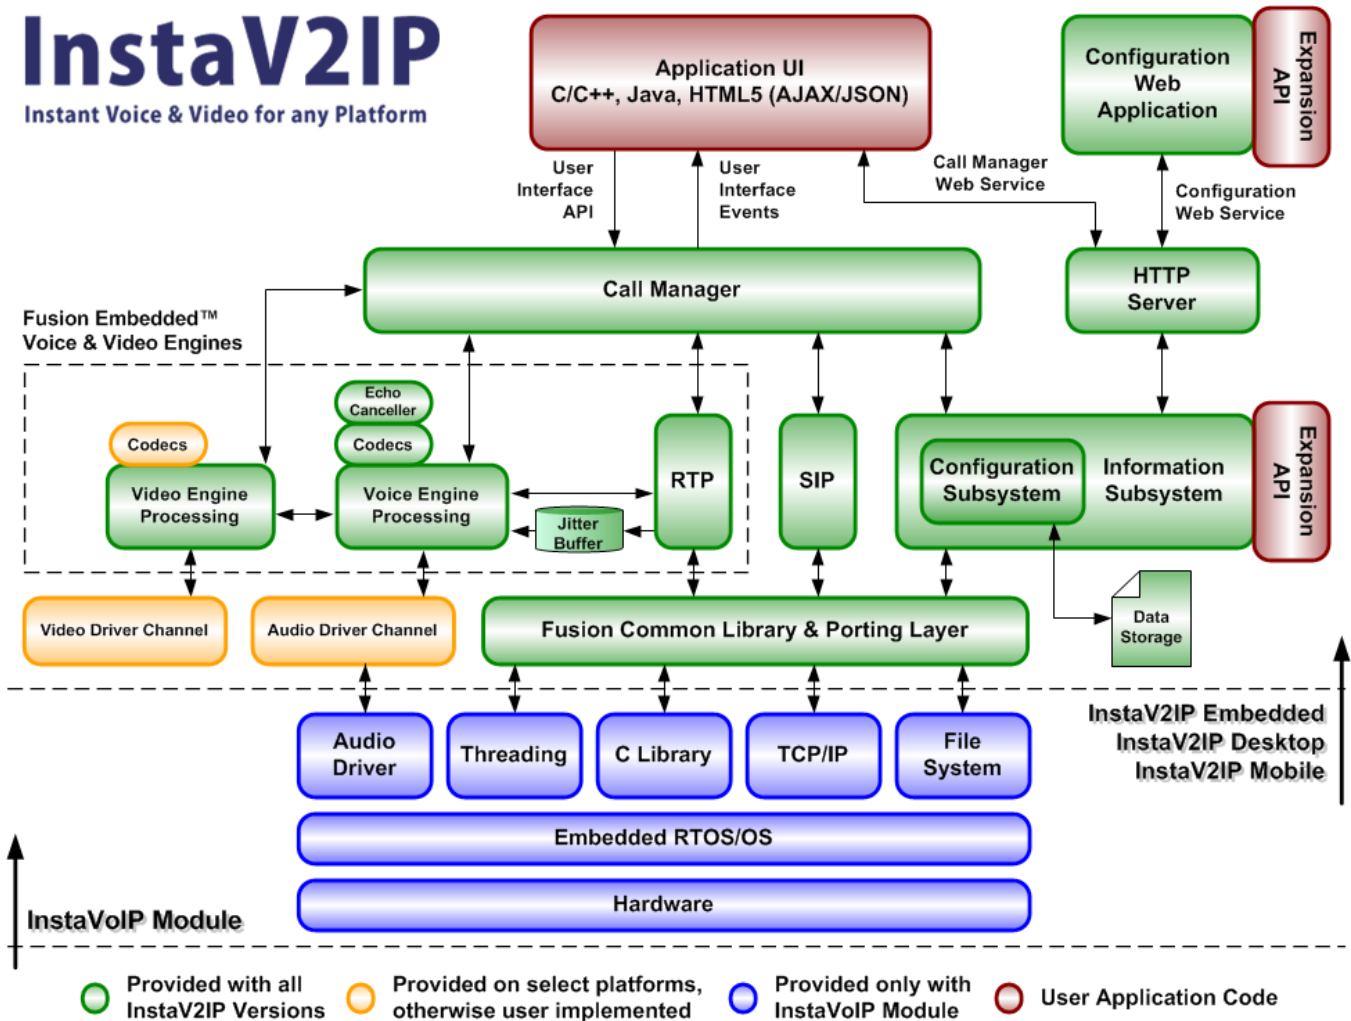 InstaV2IP
Instant Voice & Video for any Platform
Application UI
C/C++, Java, HTML5 (AJAX/JSON)
Configuration
Web
Application
Expansion
API
User
Interface
API
User
Interface
Events
Call Manager
Web Service
Configuration
Web Service
Call Manager
HTTP
Server
Fusion Embedded™
Voice & Video Engines
Echo
Canceller
Codecs
Codecs
Video Engine
Processing
Voice Engine
Processing
Jitter
Buffer
RTP
SIP
Configuration
Subsystem
Information
Subsystem
Expansion
API
Video Driver Channel
Audio Driver Channel
Fusion Common Library & Porting Layer
Data
Storage
Audio
Driver
Threading
C Library
TCP/IP
File
System
InstaV2IP Embedded
InstaV2IP Desktop
InstaV2IP Mobile
Embedded RTOS/OS
Hardware
InstaVoIP Module
Provided with all
InstaV2IP Versions
Provided on select platforms,
otherwise user implemented
Provided only with
InstaVoIP Module
User Application Code